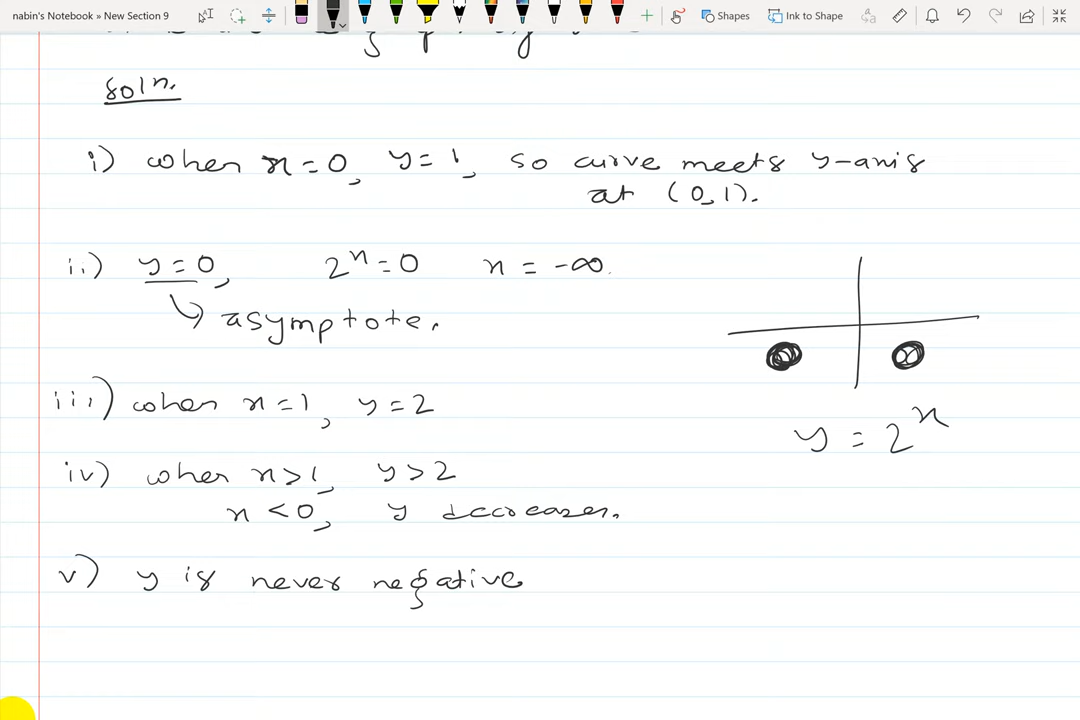 nabin's Notebook » New Section 9
Shapes
Ink to Shape
soln.
i) when x=0, y=1, so curve meets y-axis
at (0,1).
ii) y=0, 2^x=0 x=-∞.
↳ asymptote.
iii) when x=1, y=2
y=2^x
iv) when x>1, y>2
x<0, y decreases.
v) y is never negative